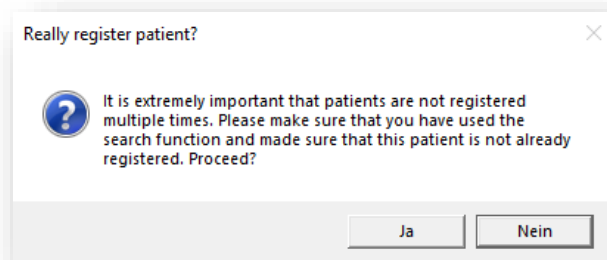 Really register patient?
It is extremely important that patients are not registered
multiple times. Please make sure that you have used the
search function and made sure that this patient is not already
registered. Proceed?
Ja
Nein